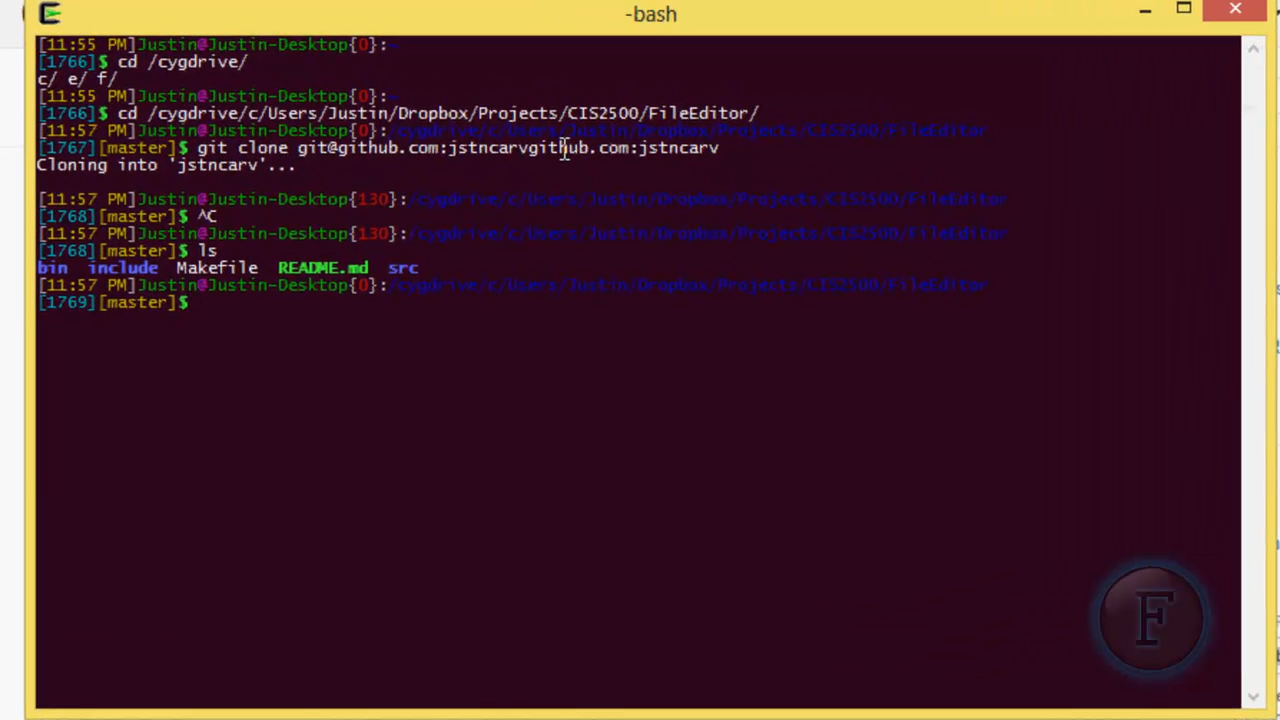 -bash
[11:55 PM]Justin@Justin-Desktop{0}:~
[1766]$ cd /cygdrive/
c/ e/ f/
[11:55 PM]Justin@Justin-Desktop{0}:~
[1766]$ cd /cygdrive/c/Users/Justin/Dropbox/Projects/CIS2500/FileEditor/
[11:57 PM]Justin@Justin-Desktop{0}:/cygdrive/c/Users/Justin/Dropbox/Projects/CIS2500/FileEditor
[1767][master]$ git clone git@github.com:jstncarvgithub.com:jstncarv
Cloning into 'jstncarv'...
[11:57 PM]Justin@Justin-Desktop{130}:/cygdrive/c/Users/Justin/Dropbox/Projects/CIS2500/FileEditor
[1768][master]$ ^C
[11:57 PM]Justin@Justin-Desktop{130}:/cygdrive/c/Users/Justin/Dropbox/Projects/CIS2500/FileEditor
[1768][master]$ ls
bin include Makefile README.md src
[11:57 PM]Justin@Justin-Desktop{0}:/cygdrive/c/Users/Justin/Dropbox/Projects/CIS2500/FileEditor
[1769][master]$
F